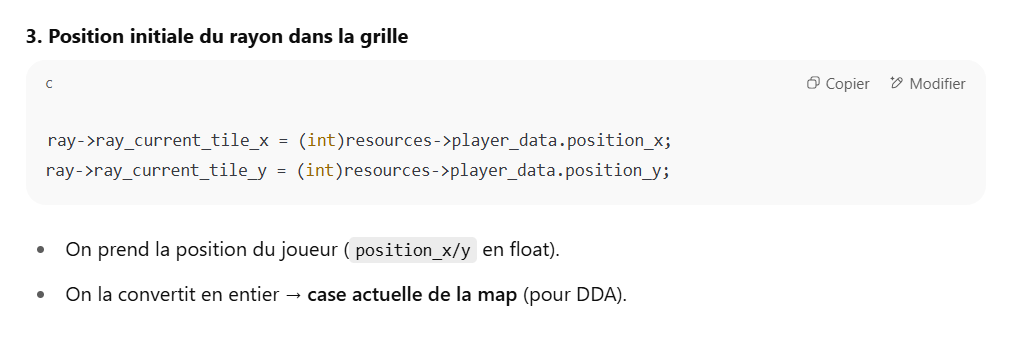 3. Position initiale du rayon dans la grille
c
Copier
Modifier
ray->ray_current_tile_x = (int)resources->player_data.position_x;
ray->ray_current_tile_y = (int)resources->player_data.position_y;
• On prend la position du joueur (position_x/y en float).
• On la convertit en entier → case actuelle de la map (pour DDA).